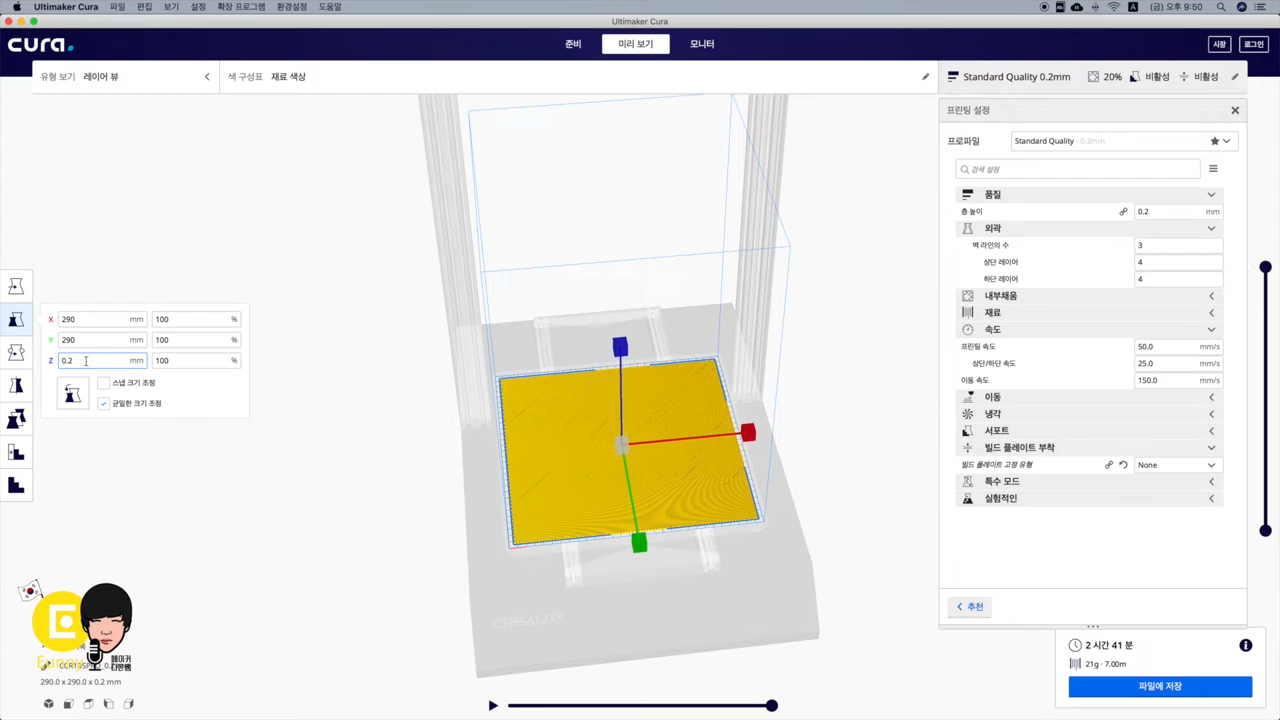 Ultimaker Cura 파일 편집 보기 설정 확장 프로그램 환경설정 도움말
A (금) 오후 9:50
Ultimaker Cura
cura.
준비 미리 보기 모니터
시장 로그인
유형 보기 레이어 뷰
색 구성표 재료 색상
Standard Quality 0.2mm 20% 비활성 비활성
프린팅 설정
프로파일 Standard Quality - 0.2mm
검색 설정
품질
층 높이 0.2 mm
외곽
벽 라인의 수 3
상단 레이어 4
하단 레이어 4
내부채움
재료
속도
프린팅 속도 50.0 mm/s
상단/하단 속도 25.0 mm/s
이동 속도 150.0 mm/s
이동
냉각
서포트
빌드 플레이트 부착
빌드 플레이트 고정 유형 None
특수 모드
실험적인
추천
X 290 mm 100 %
Y 290 mm 100 %
Z 0.2 mm 100 %
스냅 크기 조정
균일한 크기 조정
CREALITY
E
Eunny
메이커
다은쌤
290.0 x 290.0 x 0.2 mm
2 시간 41 분
21g · 7.00m
파일에 저장